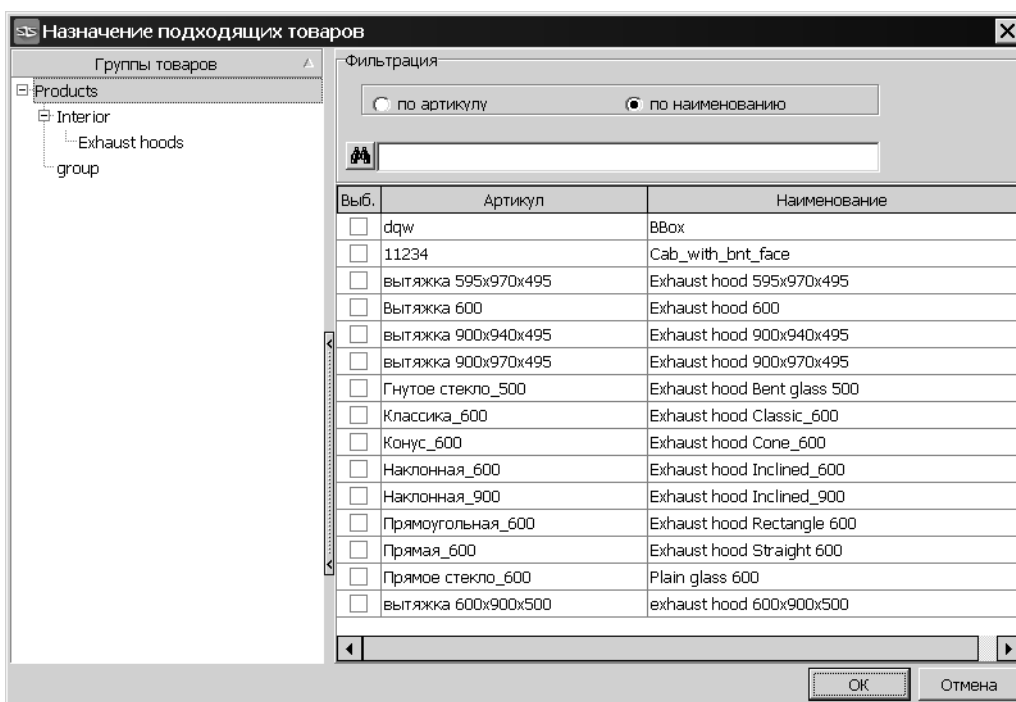 Назначение подходящих товаров
Группы товаров
Products
Interior
Exhaust hoods
group
Фильтрация
по артикулу
по наименованию
Выб. Артикул Наименование
dqw BBox
11234 Cab_with_bnt_face
вытяжка 595x970x495 Exhaust hood 595x970x495
Вытяжка 600 Exhaust hood 600
вытяжка 900x940x495 Exhaust hood 900x940x495
вытяжка 900x970x495 Exhaust hood 900x970x495
Гнутое стекло_500 Exhaust hood Bent glass 500
Классика_600 Exhaust hood Classic_600
Конус_600 Exhaust hood Cone_600
Наклонная_600 Exhaust hood Inclined_600
Наклонная_900 Exhaust hood Inclined_900
Прямоугольная_600 Exhaust hood Rectangle 600
Прямая_600 Exhaust hood Straight 600
Прямое стекло_600 Plain glass 600
вытяжка 600x900x500 exhaust hood 600x900x500
ОК Отмена